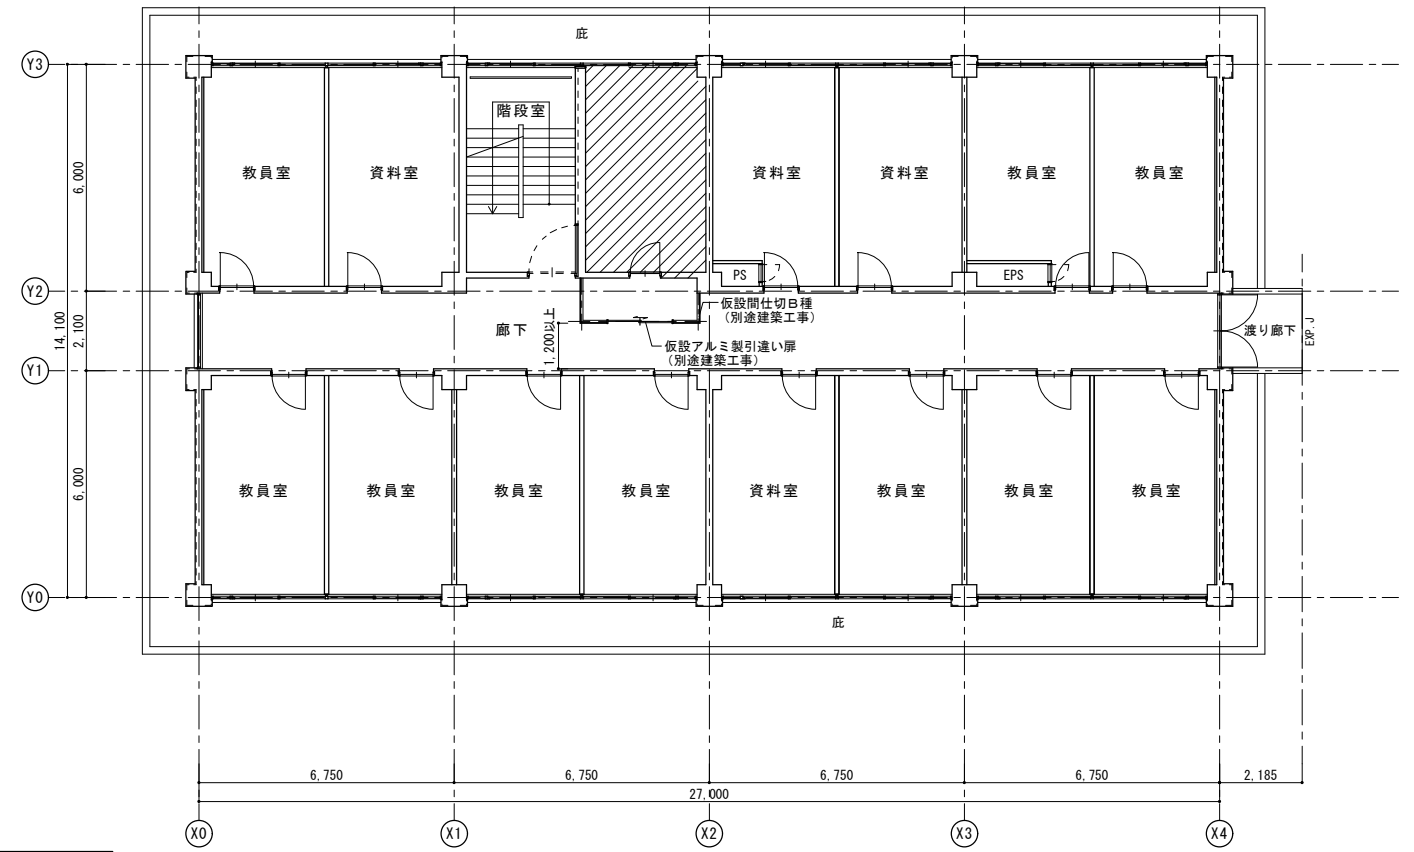 庇
Y3
階段室
教員室
資料室
資料室
資料室
教員室
教員室
6,000
PS
EPS
Y2
仮設間仕切B種
(別途建築工事)
廊下
渡り廊下
EXP.J
14,100
2,100
1,200以上
仮設アルミ製引違い扉
(別途建築工事)
Y1
6,000
教員室
教員室
教員室
教員室
資料室
教員室
教員室
教員室
Y0
庇
6,750
6,750
6,750
6,750
2,185
27,000
X0
X1
X2
X3
X4